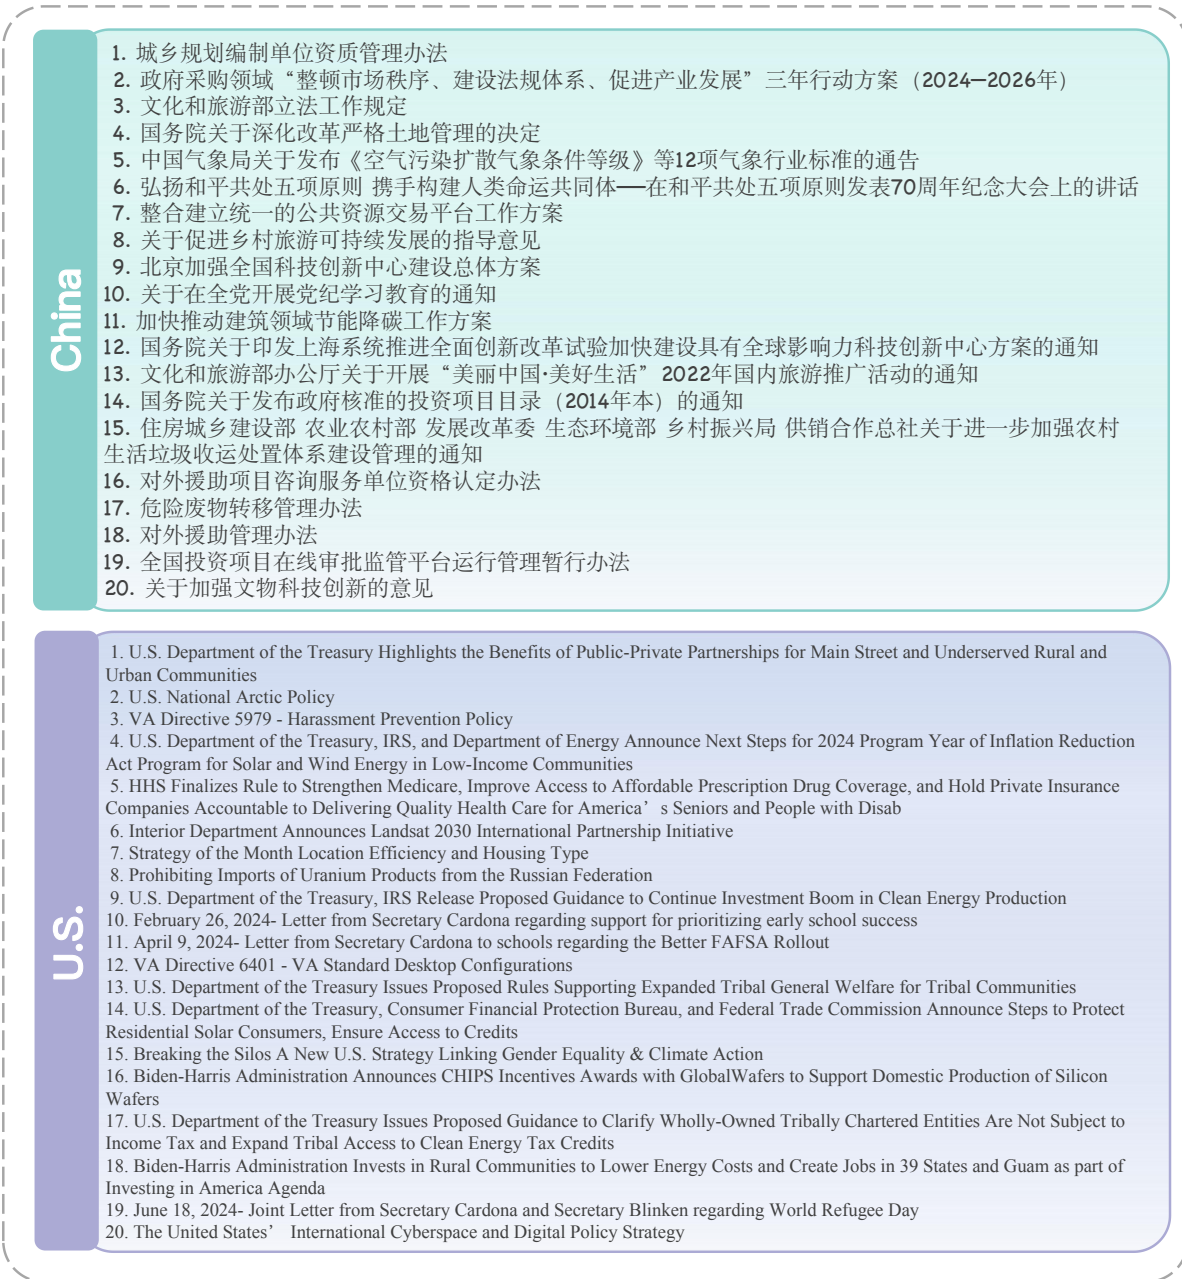 China
1. 城乡规划编制单位资质管理办法
2. 政府采购领域“整顿市场秩序、建设法规体系、促进产业发展”三年行动方案（2024—2026年）
3. 文化和旅游部立法工作规定
4. 国务院关于深化改革严格土地管理的决定
5. 中国气象局关于发布《空气污染扩散气象条件等级》等12项气象行业标准的通告
6. 弘扬和平共处五项原则 携手构建人类命运共同体——在和平共处五项原则发表70周年纪念大会上的讲话
7. 整合建立统一的公共资源交易平台工作方案
8. 关于促进乡村旅游可持续发展的指导意见
9. 北京加强全国科技创新中心建设总体方案
10. 关于在全党开展党纪学习教育的通知
11. 加快推动建筑领域节能降碳工作方案
12. 国务院关于印发上海系统推进全面创新改革试验加快建设具有全球影响力科技创新中心方案的通知
13. 文化和旅游部办公厅关于开展“美丽中国·美好生活”2022年国内旅游推广活动的通知
14. 国务院关于发布政府核准的投资项目目录（2014年本）的通知
15. 住房城乡建设部 农业农村部 发展改革委 生态环境部 乡村振兴局 供销合作总社关于进一步加强农村
生活垃圾收运处置体系建设管理的通知
16. 对外援助项目咨询服务单位资格认定办法
17. 危险废物转移管理办法
18. 对外援助管理办法
19. 全国投资项目在线审批监管平台运行管理暂行办法
20. 关于加强文物科技创新的意见
U.S.
1. U.S. Department of the Treasury Highlights the Benefits of Public-Private Partnerships for Main Street and Underserved Rural and
Urban Communities
2. U.S. National Arctic Policy
3. VA Directive 5979 - Harassment Prevention Policy
4. U.S. Department of the Treasury, IRS, and Department of Energy Announce Next Steps for 2024 Program Year of Inflation Reduction
Act Program for Solar and Wind Energy in Low-Income Communities
5. HHS Finalizes Rule to Strengthen Medicare, Improve Access to Affordable Prescription Drug Coverage, and Hold Private Insurance
Companies Accountable to Delivering Quality Health Care for America’s Seniors and People with Disab
6. Interior Department Announces Landsat 2030 International Partnership Initiative
7. Strategy of the Month Location Efficiency and Housing Type
8. Prohibiting Imports of Uranium Products from the Russian Federation
9. U.S. Department of the Treasury, IRS Release Proposed Guidance to Continue Investment Boom in Clean Energy Production
10. February 26, 2024- Letter from Secretary Cardona regarding support for prioritizing early school success
11. April 9, 2024- Letter from Secretary Cardona to schools regarding the Better FAFSA Rollout
12. VA Directive 6401 - VA Standard Desktop Configurations
13. U.S. Department of the Treasury Issues Proposed Rules Supporting Expanded Tribal General Welfare for Tribal Communities
14. U.S. Department of the Treasury, Consumer Financial Protection Bureau, and Federal Trade Commission Announce Steps to Protect
Residential Solar Consumers, Ensure Access to Credits
15. Breaking the Silos A New U.S. Strategy Linking Gender Equality & Climate Action
16. Biden-Harris Administration Announces CHIPS Incentives Awards with GlobalWafers to Support Domestic Production of Silicon
Wafers
17. U.S. Department of the Treasury Issues Proposed Guidance to Clarify Wholly-Owned Tribally Chartered Entities Are Not Subject to
Income Tax and Expand Tribal Access to Clean Energy Tax Credits
18. Biden-Harris Administration Invests in Rural Communities to Lower Energy Costs and Create Jobs in 39 States and Guam as part of
Investing in America Agenda
19. June 18, 2024- Joint Letter from Secretary Cardona and Secretary Blinken regarding World Refugee Day
20. The United States’ International Cyberspace and Digital Policy Strategy